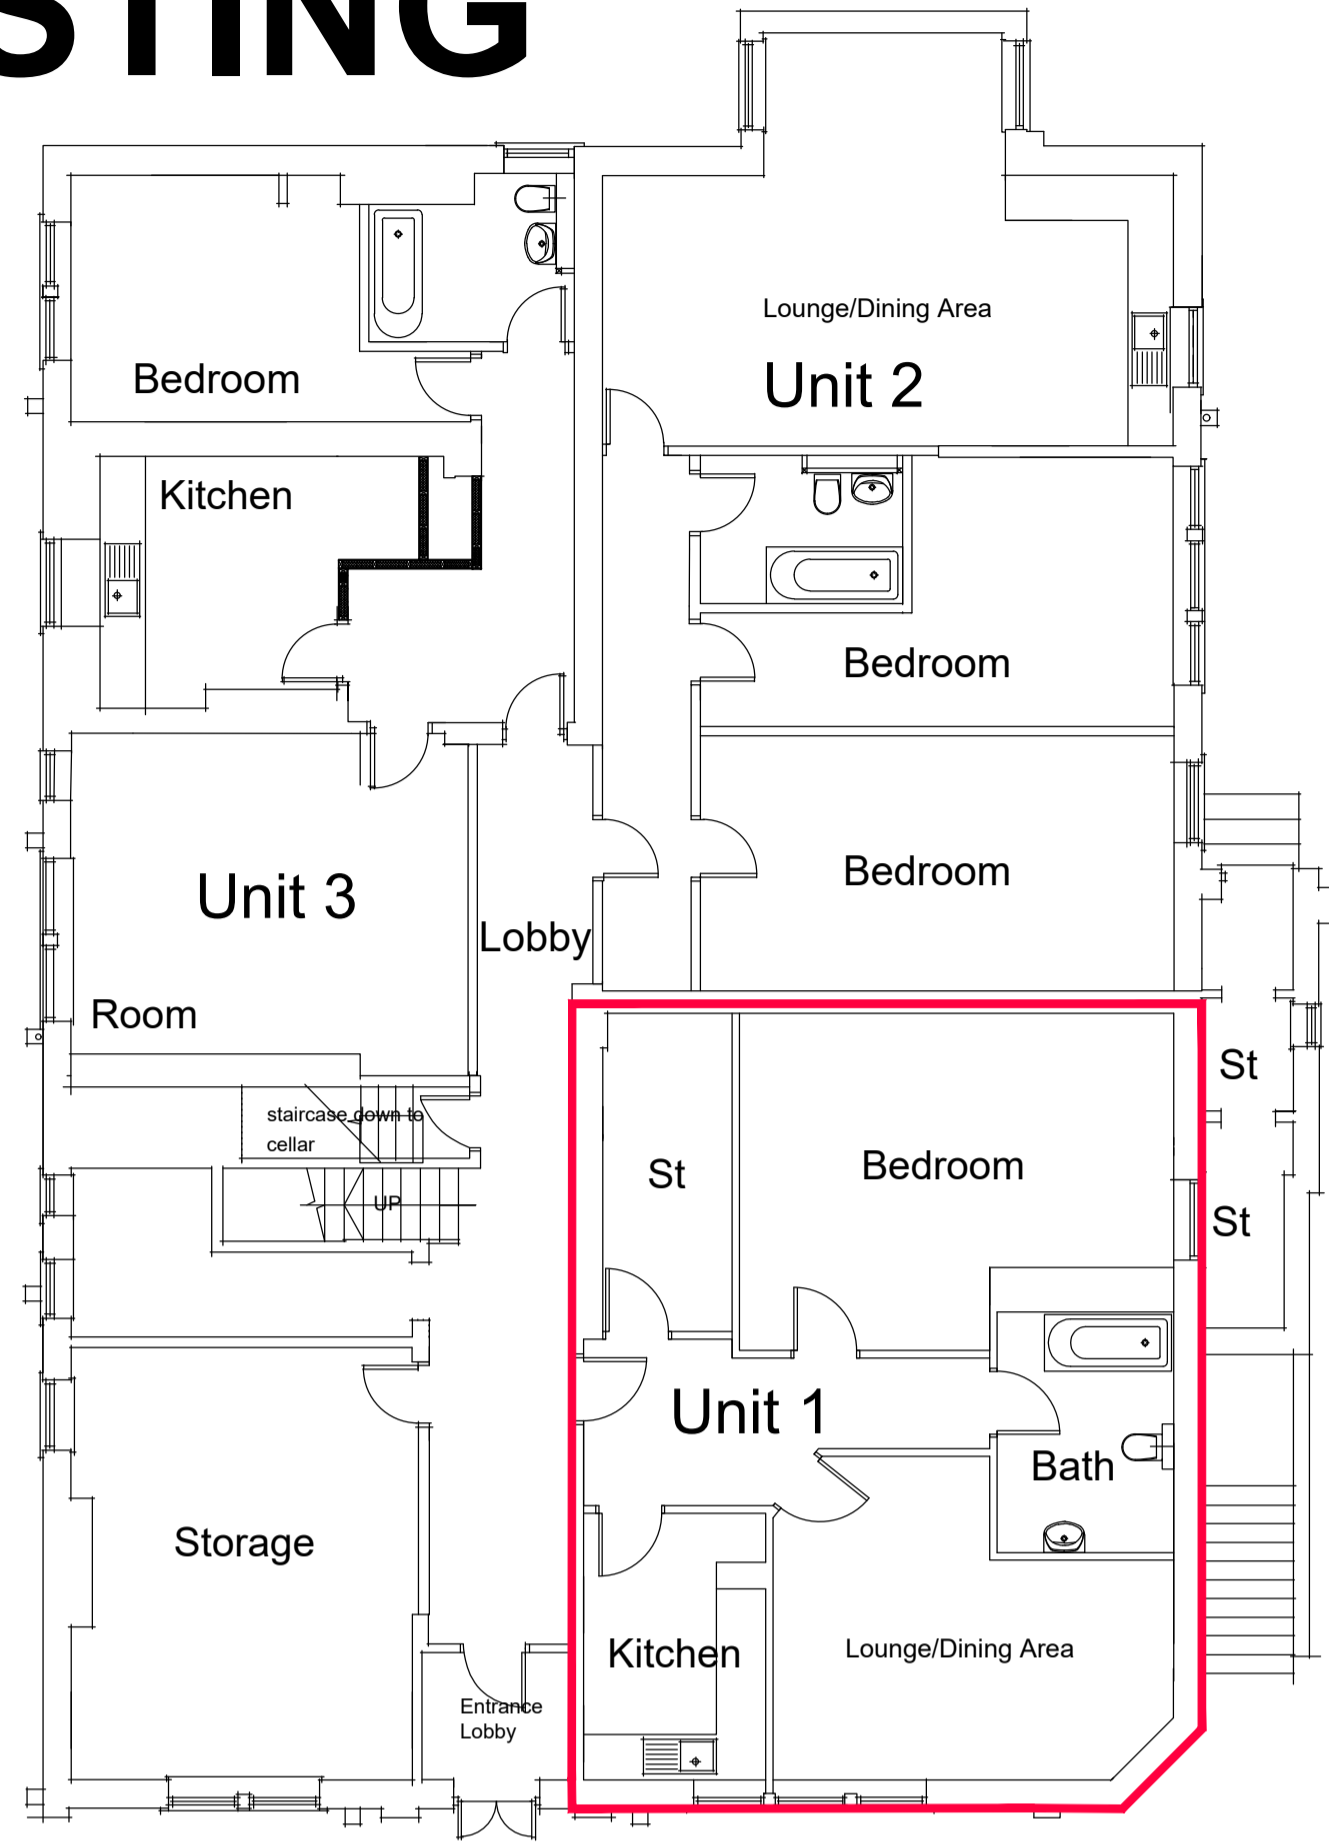 STING
Lounge/Dining Area
Unit 2
Bedroom
Kitchen
Bedroom
Bedroom
Unit 3
Lobby
Room
St
staircase down to
cellar
St
Bedroom
UP
St
Unit 1
Bath
Storage
Kitchen
Lounge/Dining Area
Entrance
Lobby